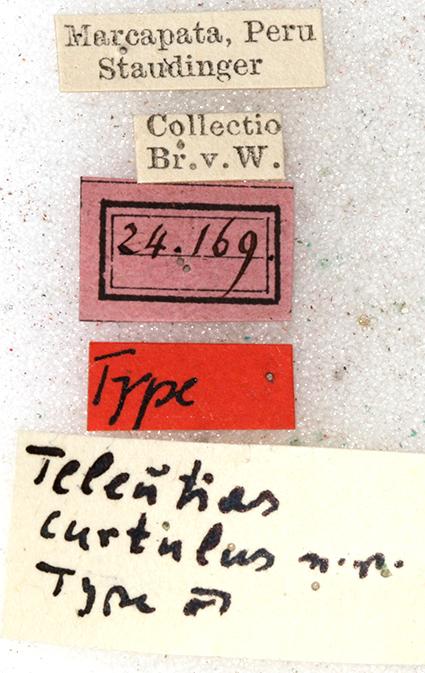 Marcapata, Peru
Staudinger
Collectio
Br. v. W.
24.169.
Type
Teleutias
curtulus n. n.
Type